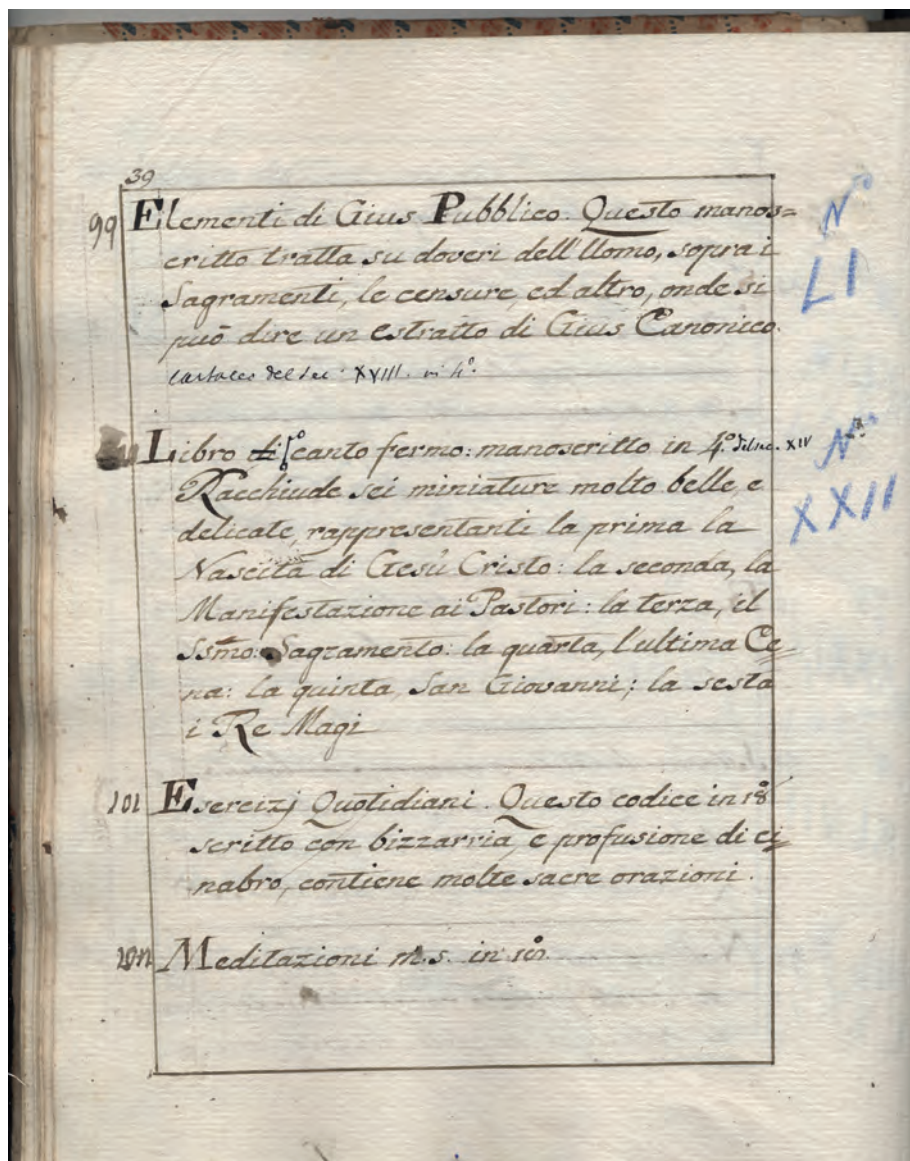 39
99 Elementi di Gius Pubblico. Questo manos=
critto tratta su doveri dell'Uomo, sopra i
Sagramenti, le censure, ed altro, onde si
può dire un estratto di Gius Canonico.
cartaceo del sec. XVIII. in 4°.
N°
LI
Libro di canto fermo: manoscritto in 4°. del sec. XIV
Racchiude sei miniature molto belle, e
delicate, rappresentanti la prima la
Nascita di Gesù Cristo: la seconda, la
Manifestazione ai Pastori: la terza, il
SSmo: Sagramento: la quarta, l'ultima Ce=
na: la quinta, San Giovanni; la sesta
i Re Magi
N°
XXII
101 Esercizj Quotidiani. Questo codice in 18°
scritto con bizzarria, e profusione di ci=
nabro, contiene molte sacre orazioni.
Meditazioni m.s. in